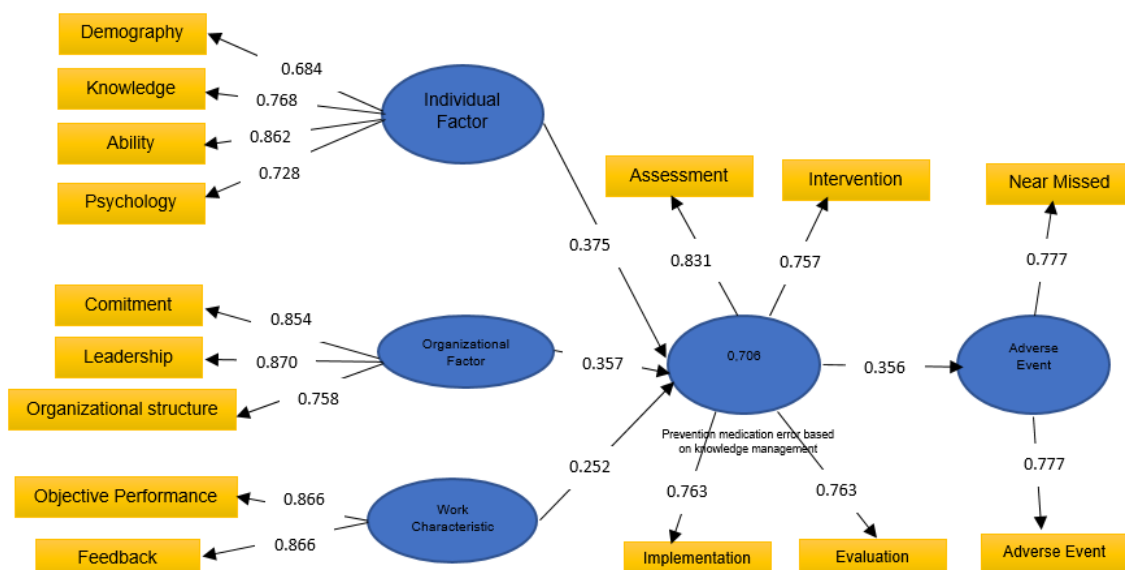 Demography
0.684
Knowledge
0.768
Individual
Factor
Ability
0.862
0.728
Psychology
Assessment
Intervention
Near Missed
0.375
0.831
0.757
0.777
Comitment
0.854
Leadership
0.870
Organizational
Factor
0.357
0,706
0.356
Adverse
Event
0.758
Organizational structure
Prevention medication error based
on knowledge management
0.252
0.777
Objective Performance
0.866
0.763
0.763
Work
Characteristic
0.866
Feedback
Implementation
Evaluation
Adverse Event